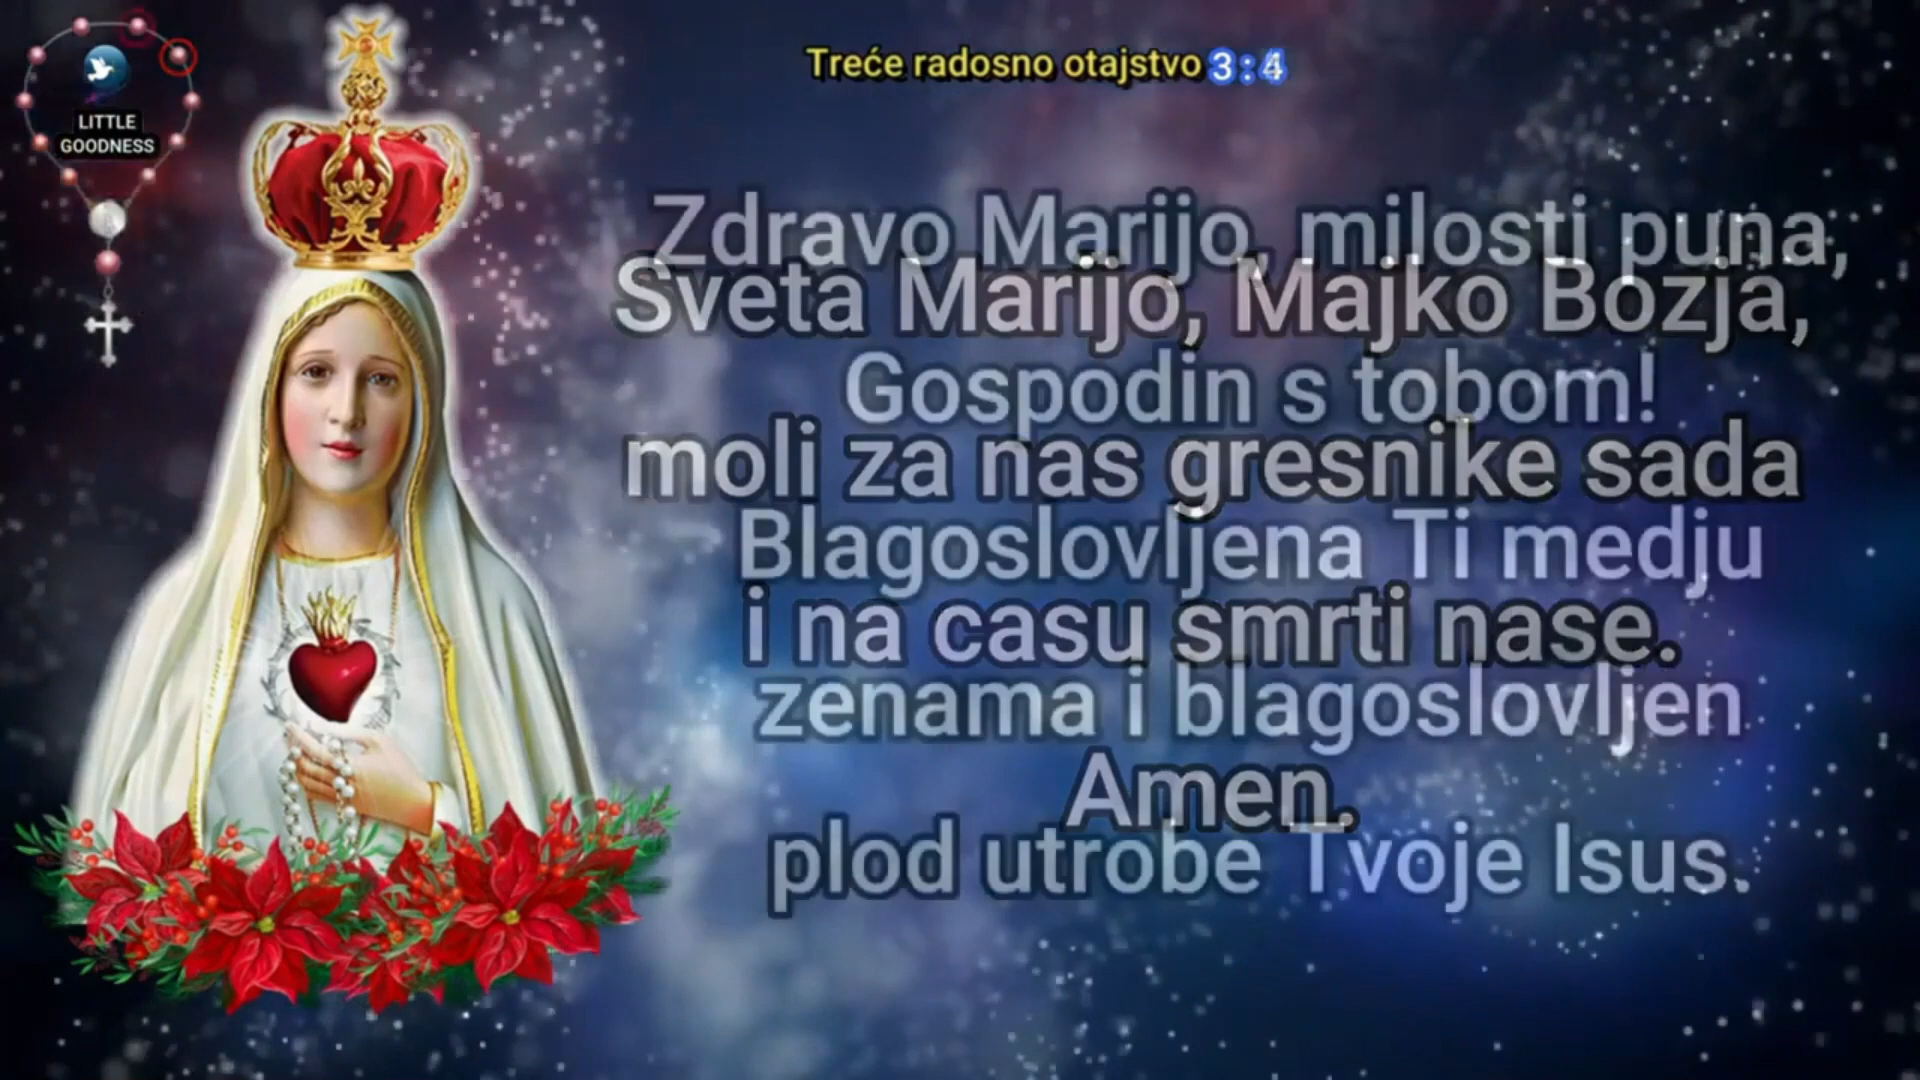 LITTLE
GOODNESS
Treće radosno otajstvo 3:4
Zdravo Marijo, milosti puna,
Gospodin s tobom!
Blagoslovljena Ti medju
zenama i blagoslovljen
plod utrobe Tvoje Isus.
Sveta Marijo, Majko Bozja,
moli za nas gresnike sada
i na casu smrti nase.
Amen.